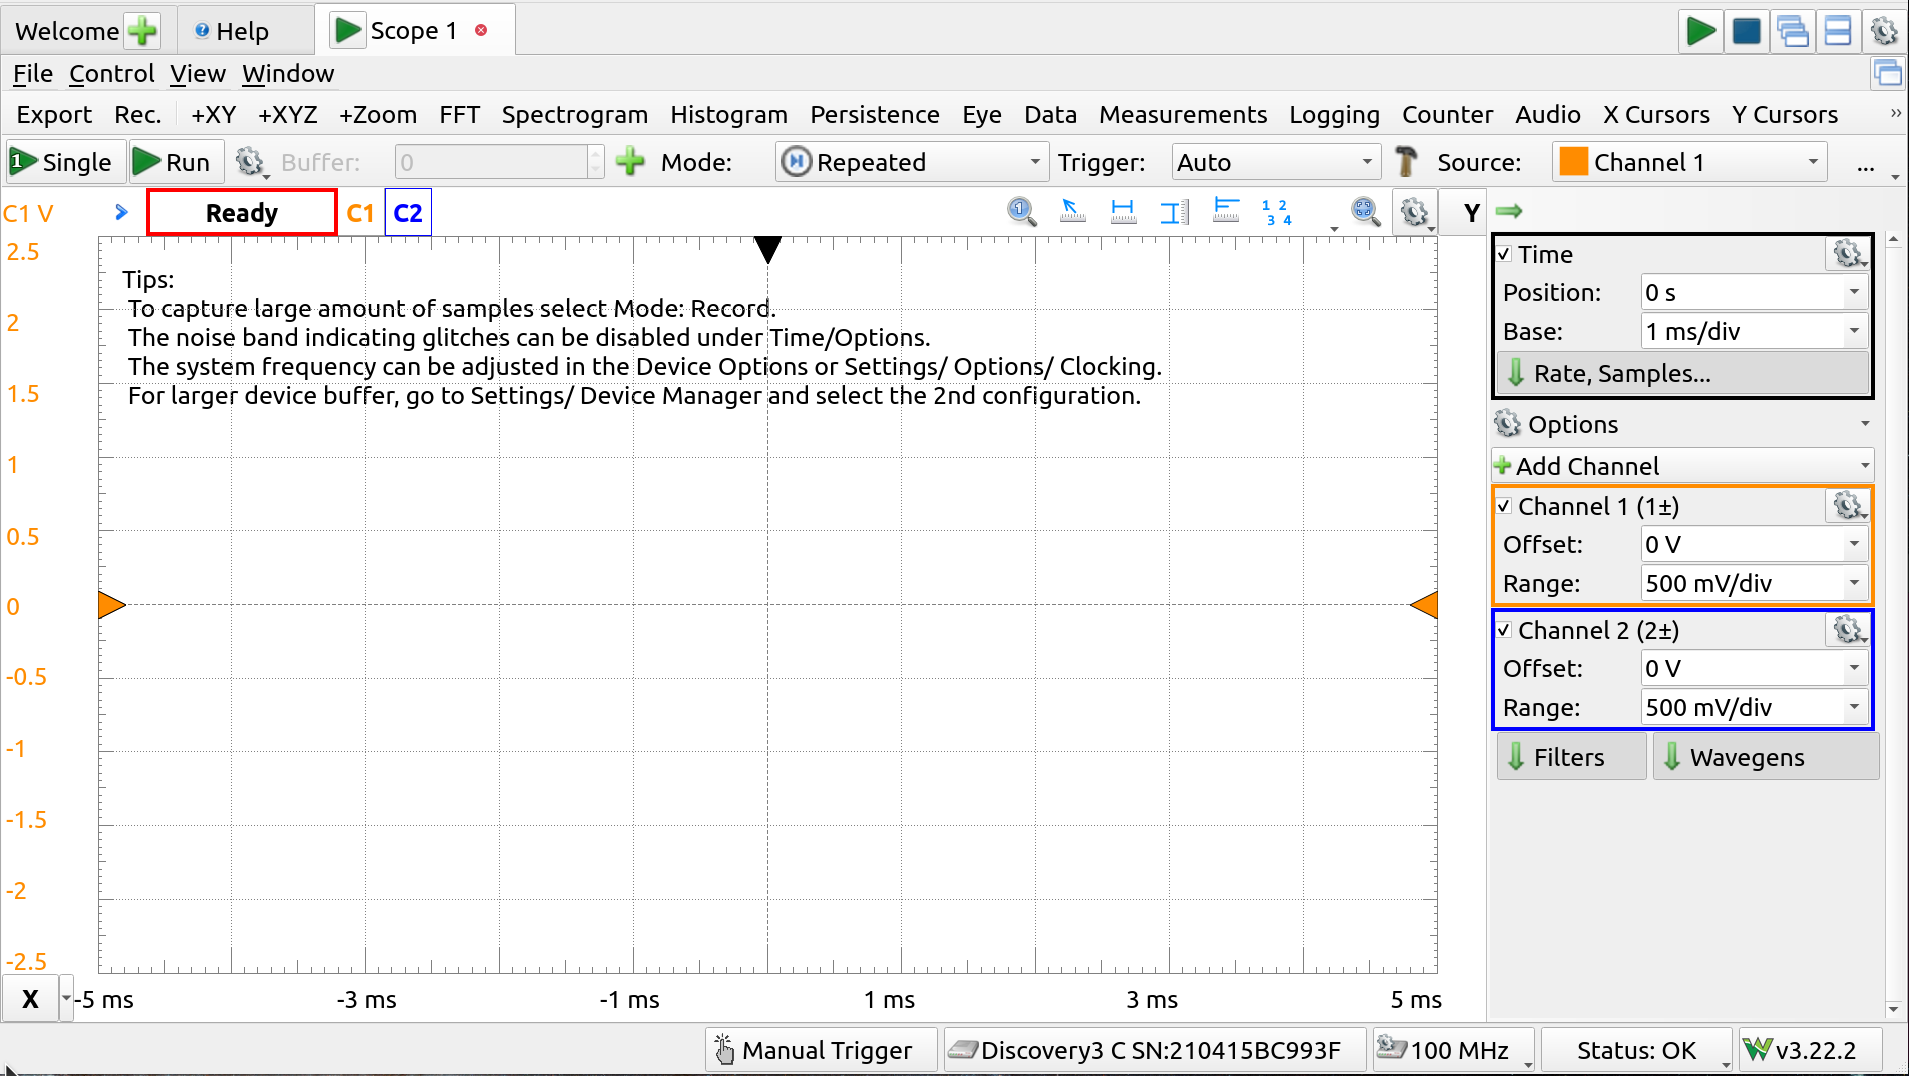 Welcome
Help
Scope 1
File Control View Window
Export Rec. +XY +XYZ +Zoom FFT Spectrogram Histogram Persistence Eye Data Measurements Logging Counter Audio X Cursors Y Cursors »
1 Single Run Buffer: 0 Mode: Repeated Trigger: Auto Source: Channel 1 ...
C1 V Ready C1 C2 1 1 2 3 4 Y
2.5
2
1.5
1
0.5
0
-0.5
-1
-1.5
-2
-2.5
Tips:
To capture large amount of samples select Mode: Record.
The noise band indicating glitches can be disabled under Time/Options.
The system frequency can be adjusted in the Device Options or Settings/ Options/ Clocking.
For larger device buffer, go to Settings/ Device Manager and select the 2nd configuration.
X -5 ms -3 ms -1 ms 1 ms 3 ms 5 ms
Time
Position: 0 s
Base: 1 ms/div
Rate, Samples...
Options
Add Channel
Channel 1 (1±)
Offset: 0 V
Range: 500 mV/div
Channel 2 (2±)
Offset: 0 V
Range: 500 mV/div
Filters Wavegens
Manual Trigger Discovery3 C SN:210415BC993F 100 MHz Status: OK v3.22.2